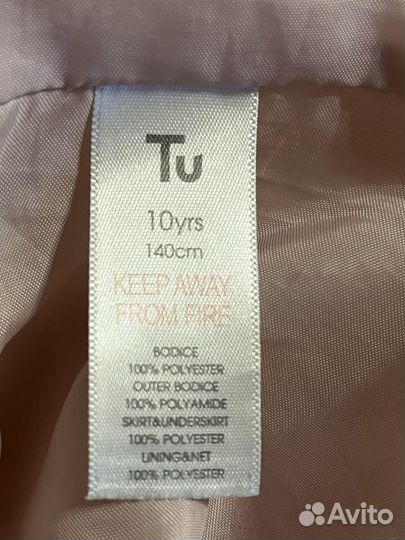 Tu
10yrs
140cm
KEEP AWAY
FROM FIRE
BODICE
100% POLYESTER
OUTER BODICE
100% POLYAMIDE
SKIRT&UNDERSKIRT
100% POLYESTER
LINING&NET
100% POLYESTER
Avito